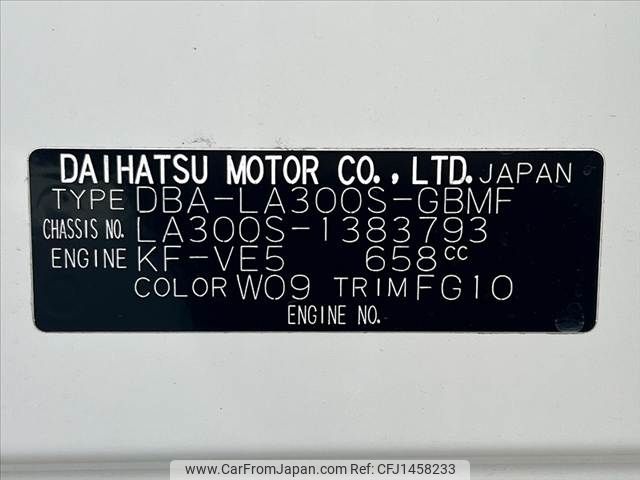 DAIHATSU MOTOR CO., LTD. JAPAN
TYPE DBA-LA300S-GBMF
CHASSIS NO. LA300S-1383793
ENGINE KF-VE5 658cc
COLOR W09 TRIM FG10
ENGINE NO.
www.CarFromJapan.com - CFJ1458233